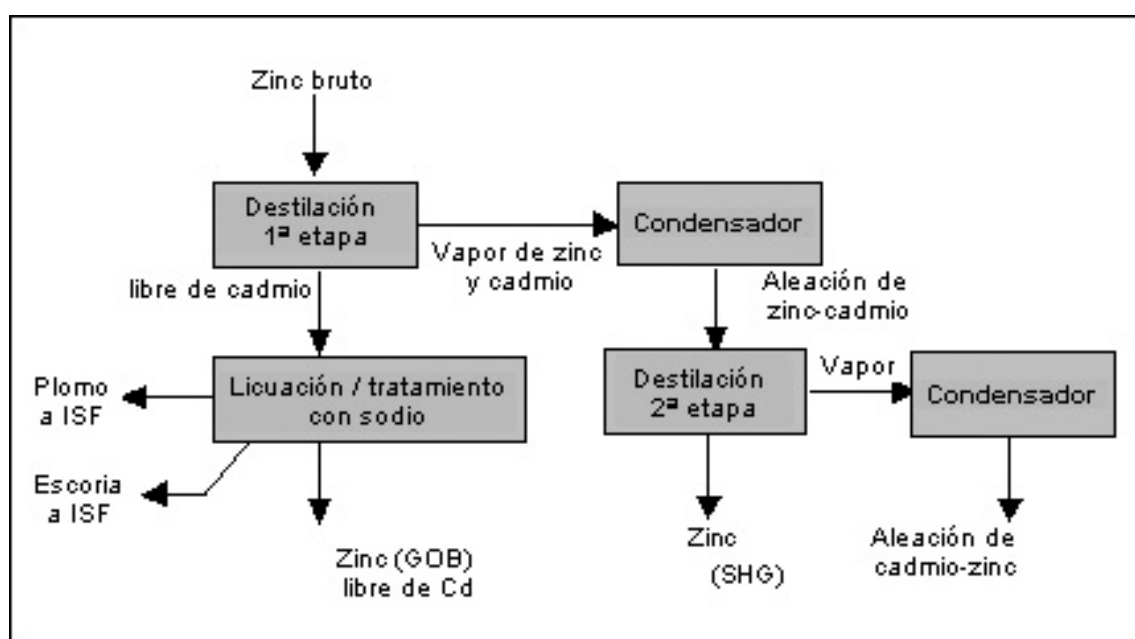 Zinc bruto
Destilación
1ª etapa
Condensador
Vapor de zinc
y cadmio
libre de cadmio
Aleación de
zinc-cadmio
Licuación / tratamiento
con sodio
Plomo
a ISF
Escoria
a ISF
Destilación
2ª etapa
Vapor
Condensador
Zinc (GOB)
libre de Cd
Zinc
(SHG)
Aleación de
cadmio-zinc